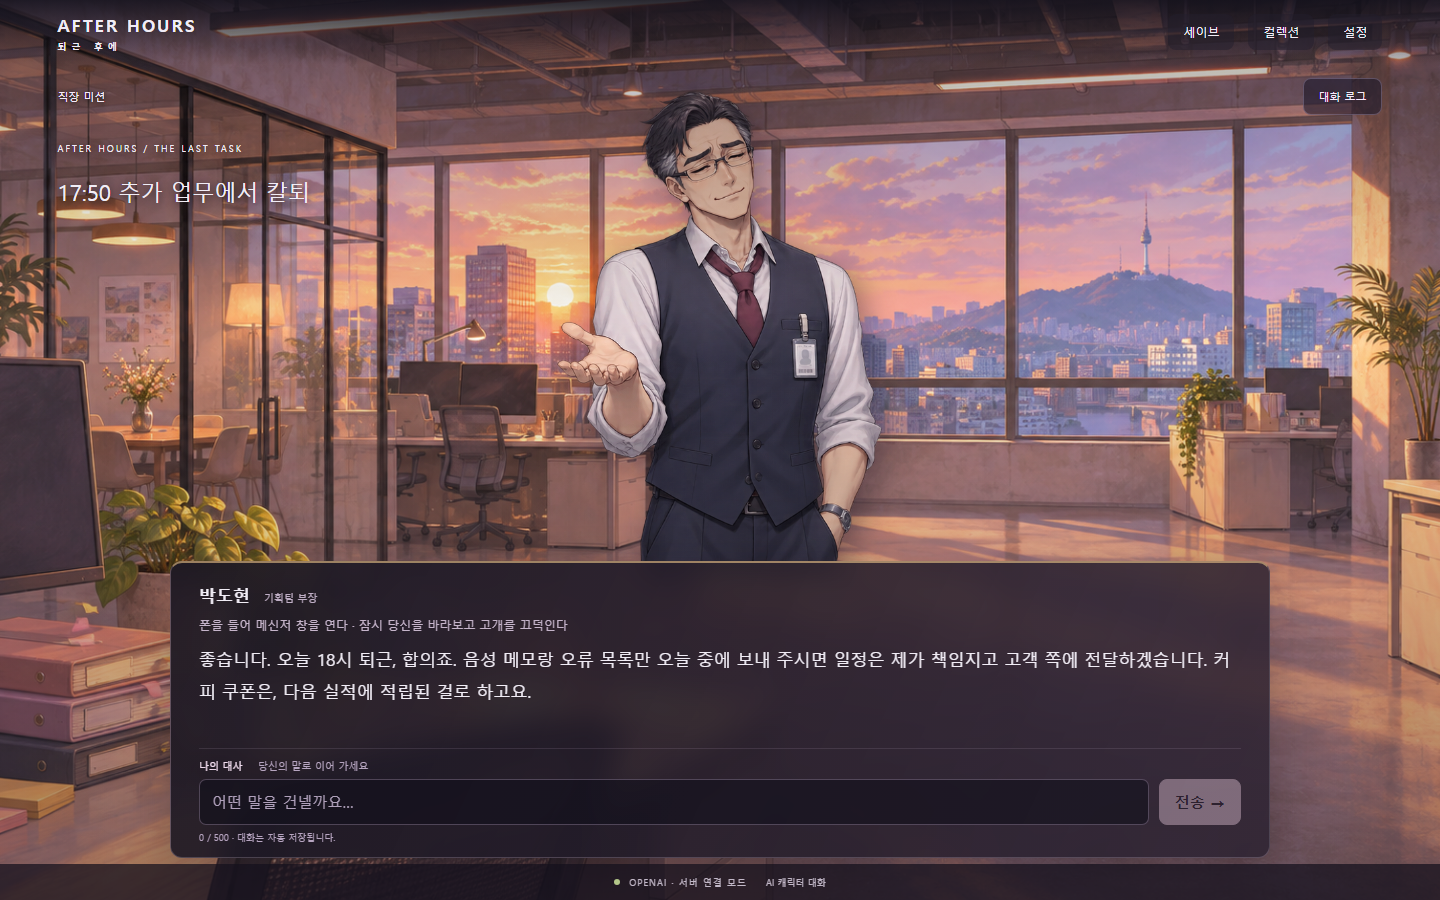 AFTER HOURS
퇴근 후에
세이브
컬렉션
설정
직장 미션
대화 로그
AFTER HOURS / THE LAST TASK
17:50 추가 업무에서 칼퇴
박도현 기획팀 부장
폰을 들어 메신저 창을 연다 · 잠시 당신을 바라보고 고개를 끄덕인다
좋습니다. 오늘 18시 퇴근, 합의죠. 음성 메모랑 오류 목록만 오늘 중에 보내 주시면 일정은 제가 책임지고 고객 쪽에 전달하겠습니다. 커
피 쿠폰은, 다음 실적에 적립된 걸로 하고요.
나의 대사 당신의 말로 이어 가세요
어떤 말을 건넬까요...
전송 →
0 / 500 · 대화는 자동 저장됩니다.
OPENAI · 서버 연결 모드 AI 캐릭터 대화